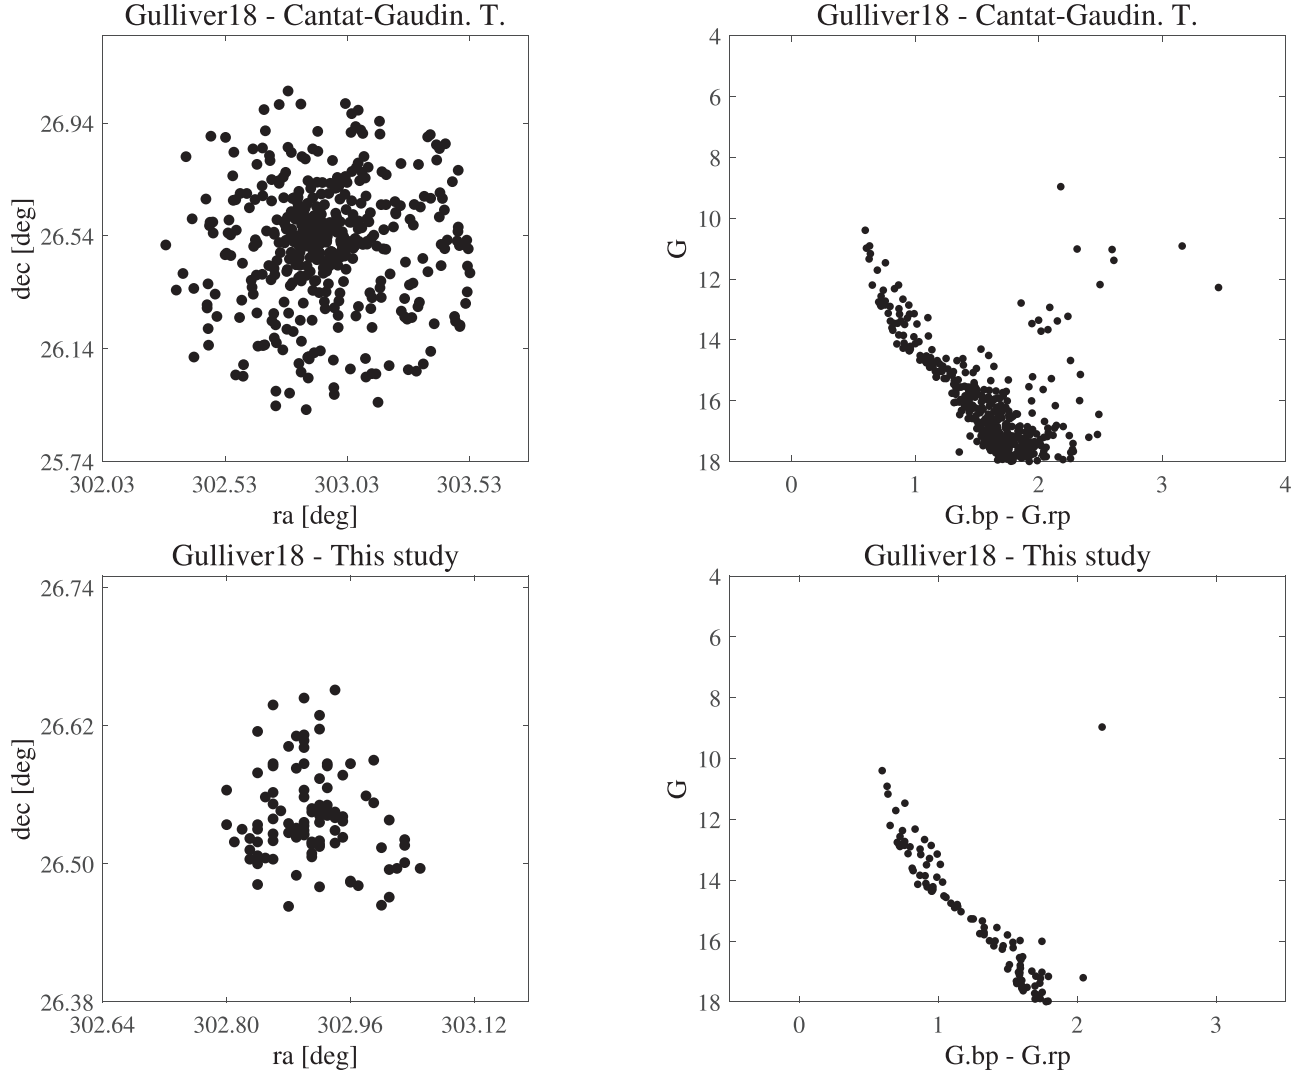 Gulliver18 - Cantat-Gaudin. T.
26.94
26.54
26.14
25.74
dec [deg]
302.03 302.53 303.03 303.53
ra [deg]
Gulliver18 - Cantat-Gaudin. T.
4
6
8
10
12
14
16
18
G
0 1 2 3 4
G.bp - G.rp
Gulliver18 - This study
26.74
26.62
26.50
26.38
dec [deg]
302.64 302.80 302.96 303.12
ra [deg]
Gulliver18 - This study
4
6
8
10
12
14
16
18
G
0 1 2 3
G.bp - G.rp